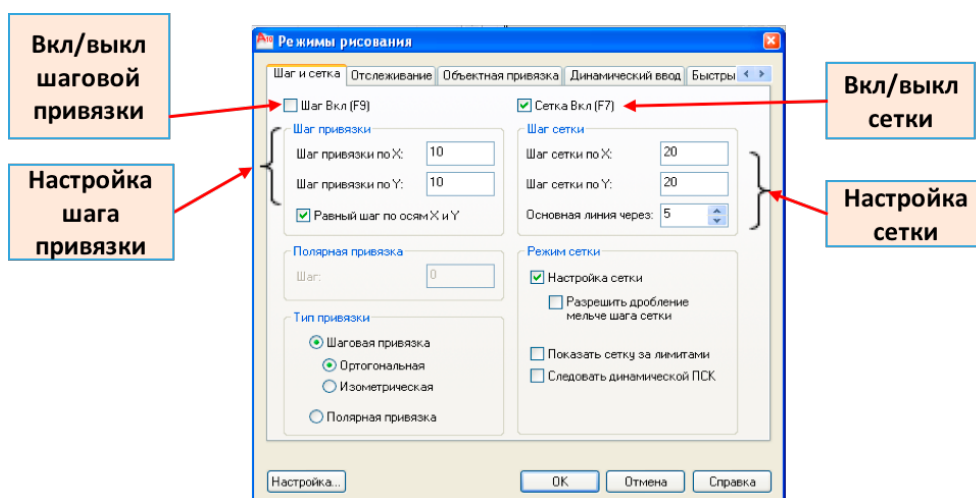 Вкл/выкл
шаговой
привязки
Настройка
шага
привязки
Режимы рисования
Шаг и сетка Отслеживание Объектная привязка Динамический ввод Быстры
Шаг Вкл (F9)
Шаг привязки
Шаг привязки по X: 10
Шаг привязки по Y: 10
Равный шаг по осям X и Y
Полярная привязка
Шаг: 0
Тип привязки
Шаговая привязка
Ортогональная
Изометрическая
Полярная привязка
Сетка Вкл (F7)
Шаг сетки
Шаг сетки по X: 20
Шаг сетки по Y: 20
Основная линия через: 5
Режим сетки
Настройка сетки
Разрешить дробление
мельче шага сетки
Показать сетку за лимитами
Следовать динамической ПСК
Настройка... ОК Отмена Справка
Вкл/выкл
сетки
Настройка
сетки